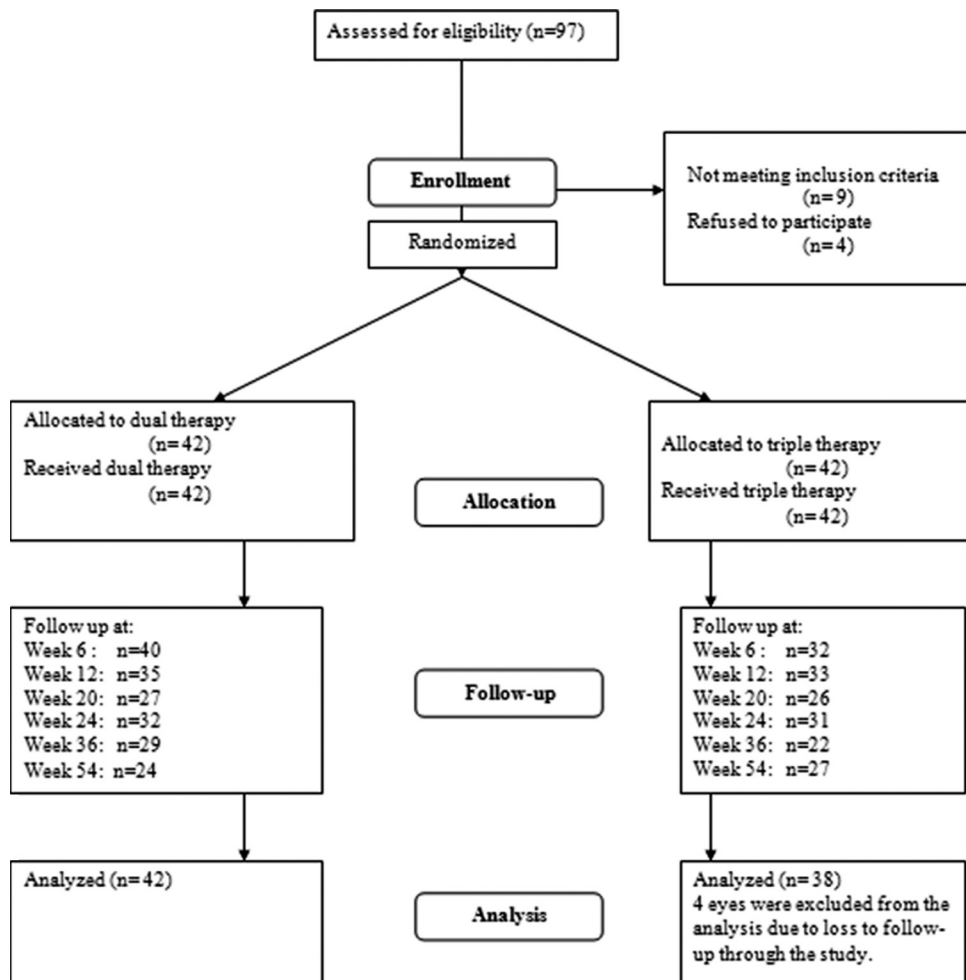 Assessed for eligibility (n=97)
Enrollment
Not meeting inclusion criteria
(n= 9)
Refused to participate
(n= 4)
Randomized
Allocated to dual therapy
(n= 42)
Received dual therapy
(n= 42)
Allocated to triple therapy
(n= 42)
Received triple therapy
(n= 42)
Allocation
Follow up at:
Week 6 : n=40
Week 12: n=35
Week 20: n=27
Week 24: n=32
Week 36: n=29
Week 54: n=24
Follow-up
Follow up at:
Week 6: n=32
Week 12: n=33
Week 20: n=26
Week 24: n=31
Week 36: n=22
Week 54: n=27
Analyzed (n= 42)
Analysis
Analyzed (n= 38)
4 eyes were excluded from the
analysis due to loss to follow-
up through the study.